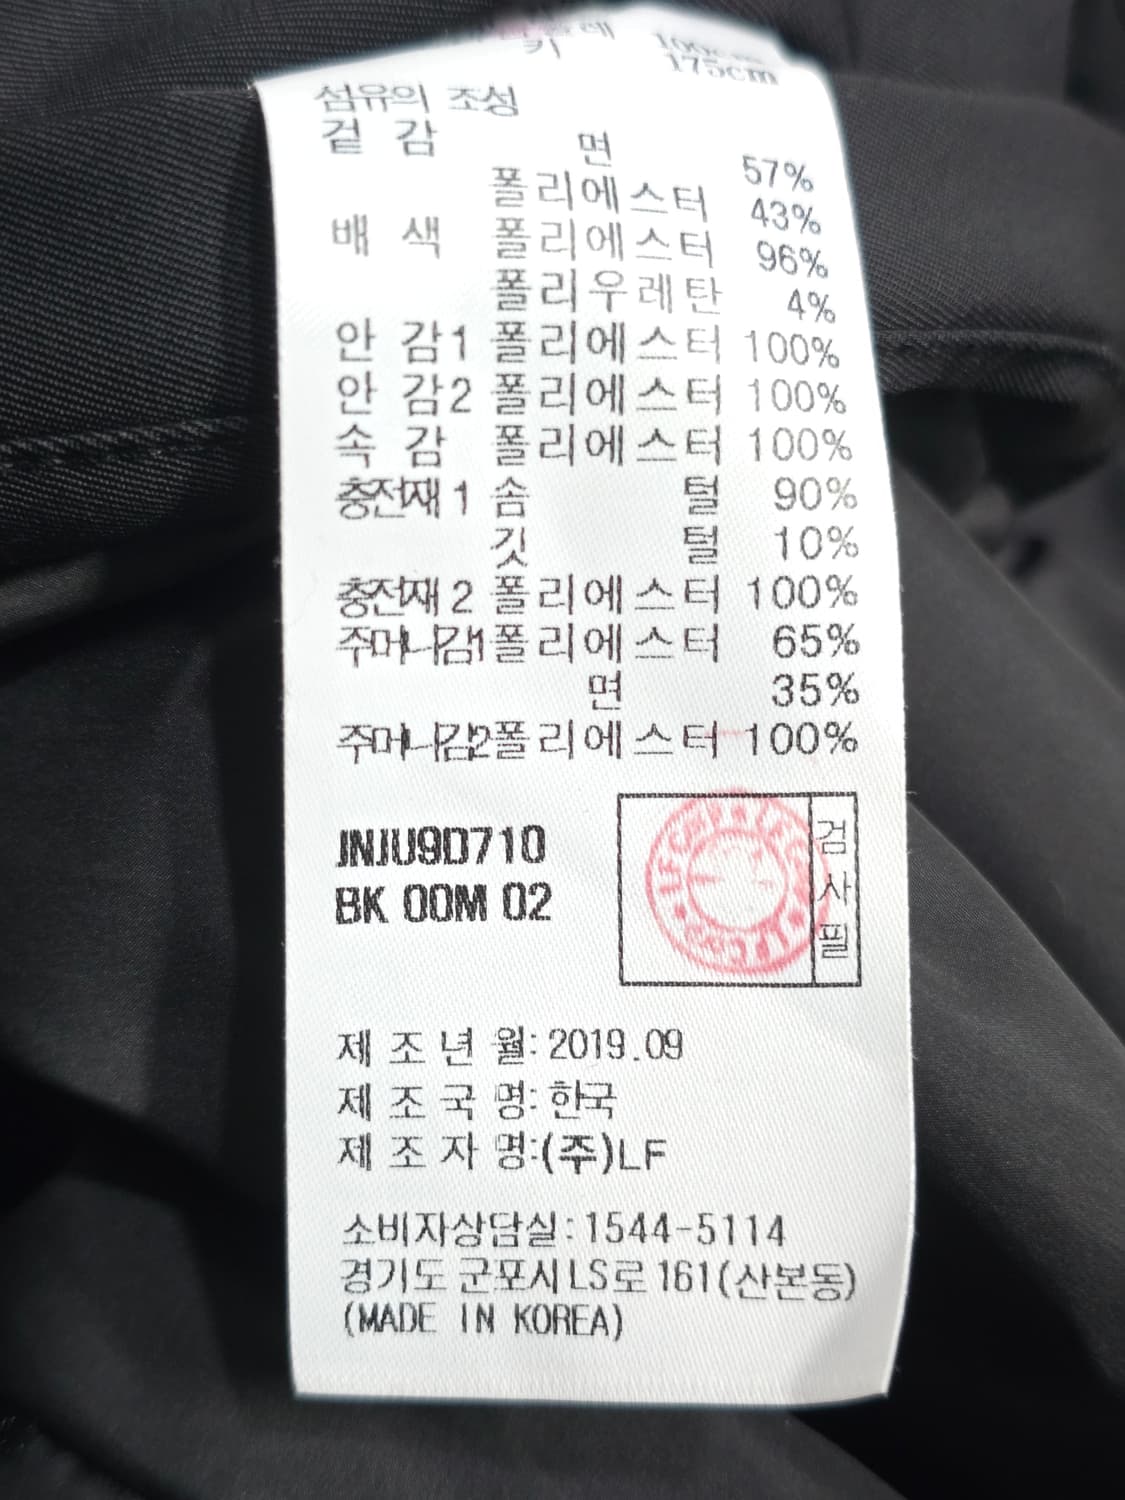 키 175cm
섬유의 조성
겉 감 면 57%
폴리에스터 43%
배 색 폴리에스터 96%
폴리우레탄 4%
안 감1 폴리에스터 100%
안 감2 폴리에스터 100%
속 감 폴리에스터 100%
충전재 1 솜 털 90%
깃 털 10%
충전재 2 폴리에스터 100%
주머니감1 폴리에스터 65%
면 35%
주머니감2 폴리에스터 100%
JNJU9D710
BK 00M 02
검사필
제 조 년 월: 2019.09
제 조 국 명: 한국
제 조 자 명:(주)LF
소비자상담실: 1544-5114
경기도 군포시 LS로 161(산본동)
(MADE IN KOREA)